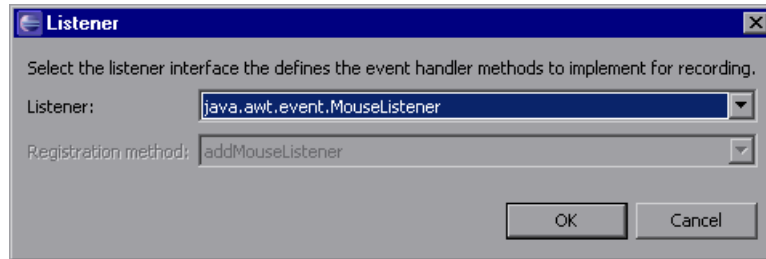 Listener
Select the listener interface the defines the event handler methods to implement for recording.
Listener: java.awt.event.MouseListener
Registration method: addMouseListener
OK Cancel